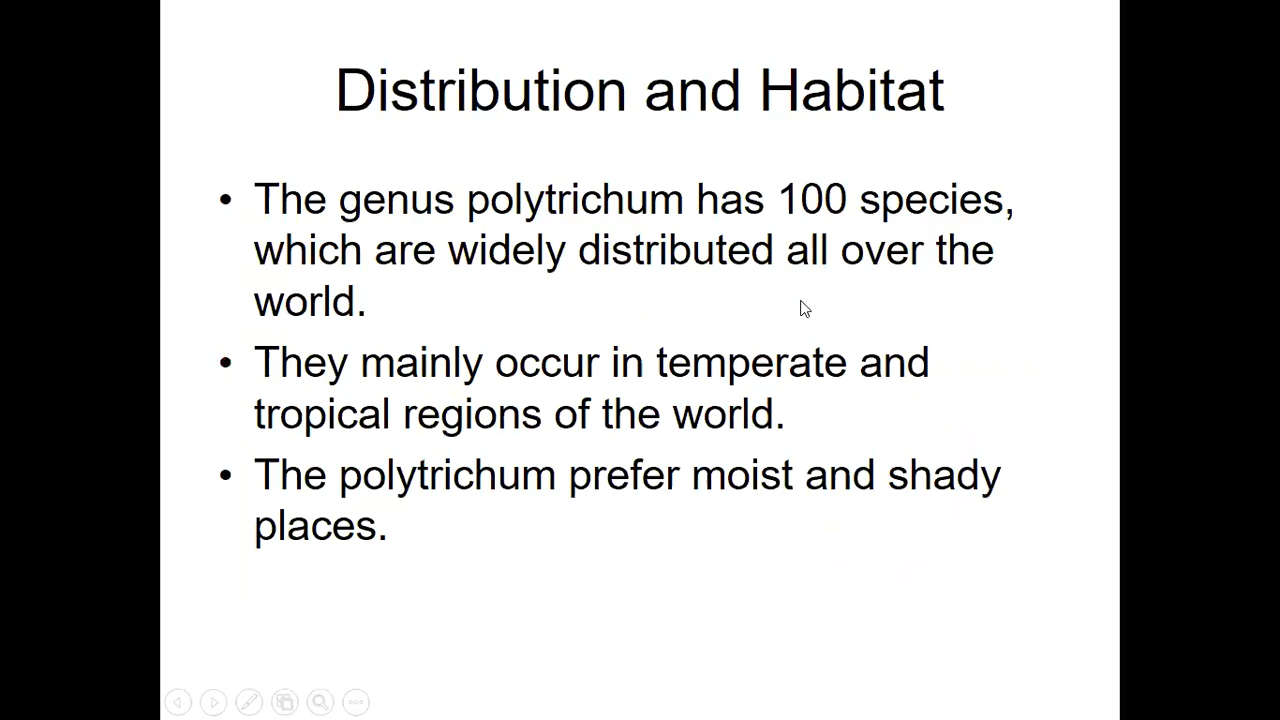 Distribution and Habitat
• The genus polytrichum has 100 species,
which are widely distributed all over the
world.
• They mainly occur in temperate and
tropical regions of the world.
• The polytrichum prefer moist and shady
places.